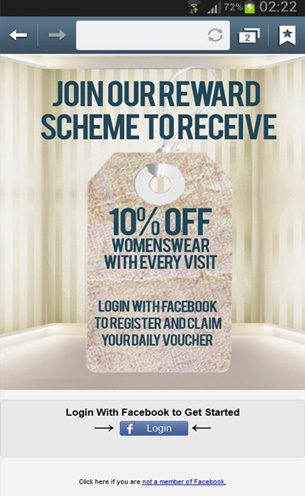 72% 02:22
2
JOIN OUR REWARD
SCHEME TO RECEIVE
10% OFF
WOMENSWEAR
WITH EVERY VISIT
LOGIN WITH FACEBOOK
TO REGISTER AND CLAIM
YOUR DAILY VOUCHER
Login With Facebook to Get Started
f Login
Click here if you are not a member of Facebook.